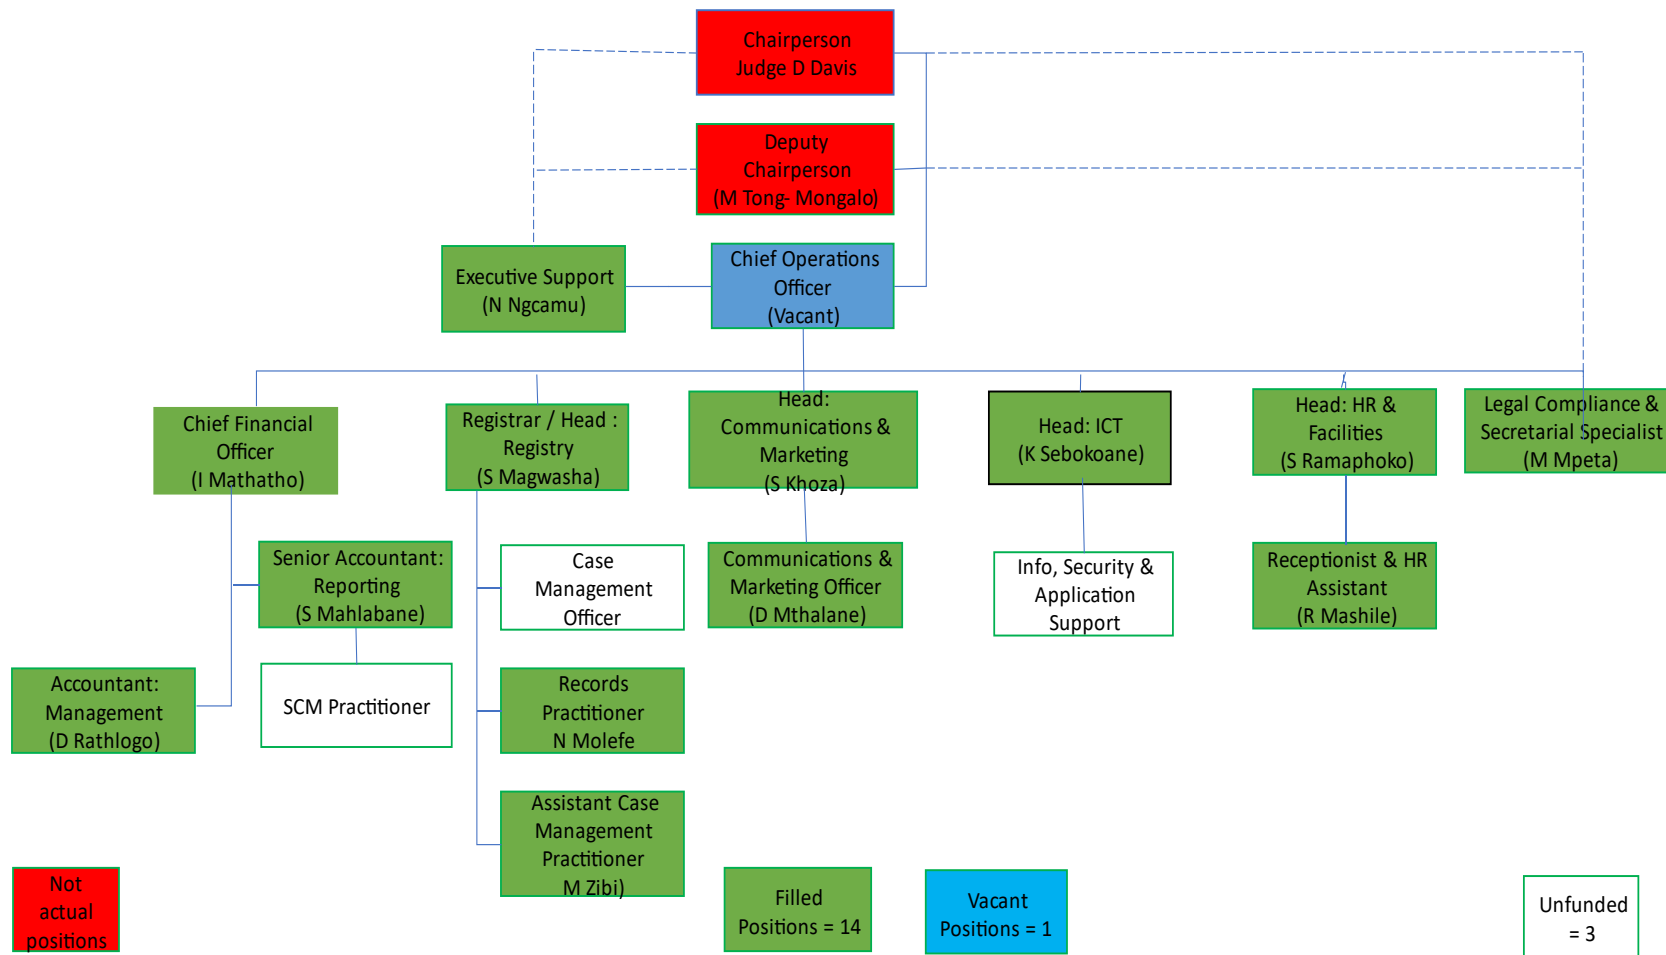 Chairperson
Judge D Davis
Deputy
Chairperson
(M Tong- Mongalo)
Executive Support
(N Ngcamu)
Chief Operations
Officer
(Vacant)
Chief Financial
Officer
(I Mathatho)
Registrar / Head :
Registry
(S Magwasha)
Head:
Communications &
Marketing
(S Khoza)
Head: ICT
(K Sebokoane)
Head: HR &
Facilities
(S Ramaphoko)
Legal Compliance &
Secretarial Specialist
(M Mpeta)
Senior Accountant:
Reporting
(S Mahlabane)
Case
Management
Officer
Communications &
Marketing Officer
(D Mthalane)
Info, Security &
Application
Support
Receptionist & HR
Assistant
(R Mashile)
Accountant:
Management
(D Rathlogo)
SCM Practitioner
Records
Practitioner
N Molefe
Assistant Case
Management
Practitioner
M Zibi)
Not
actual
positions
Filled
Positions = 14
Vacant
Positions = 1
Unfunded
= 3